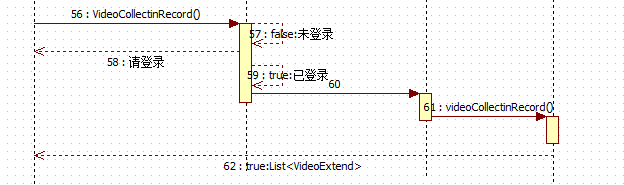 56 : VideoCollectinRecord()
57 : false:未登录
58 : 请登录
59 : true:已登录
60
61 : videoCollectinRecord()
62 : true:List<VideoExtend>